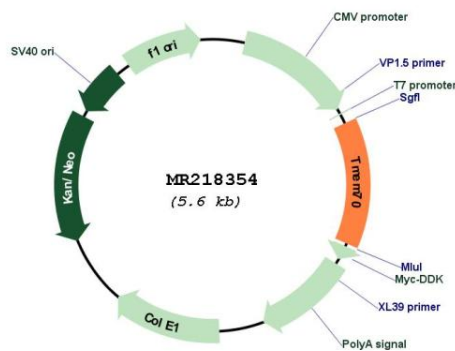 CMV promoter
SV40 ori
f1 ori
VP1.5 primer
T7 promoter
SgfI
Kan/Neo
MR218354
(5.6 kb)
Tmem70
MluI
Myc-DDK
XL39 primer
Col E1
PolyA signal